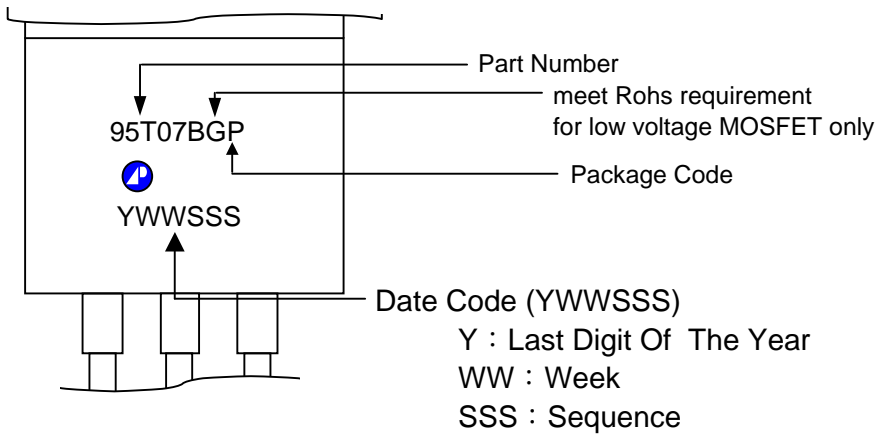 Part Number
meet Rohs requirement
for low voltage MOSFET only
95T07BGP
Package Code
YWWSSS
Date Code (YWWSSS)
Y：Last Digit Of The Year
WW：Week
SSS：Sequence